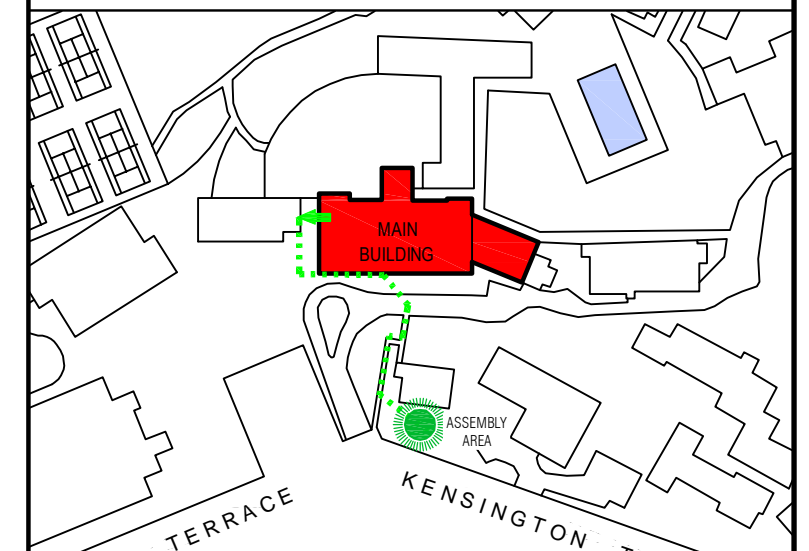 MAIN
BUILDING
ASSEMBLY
AREA
TERRACE
KENSINGTON